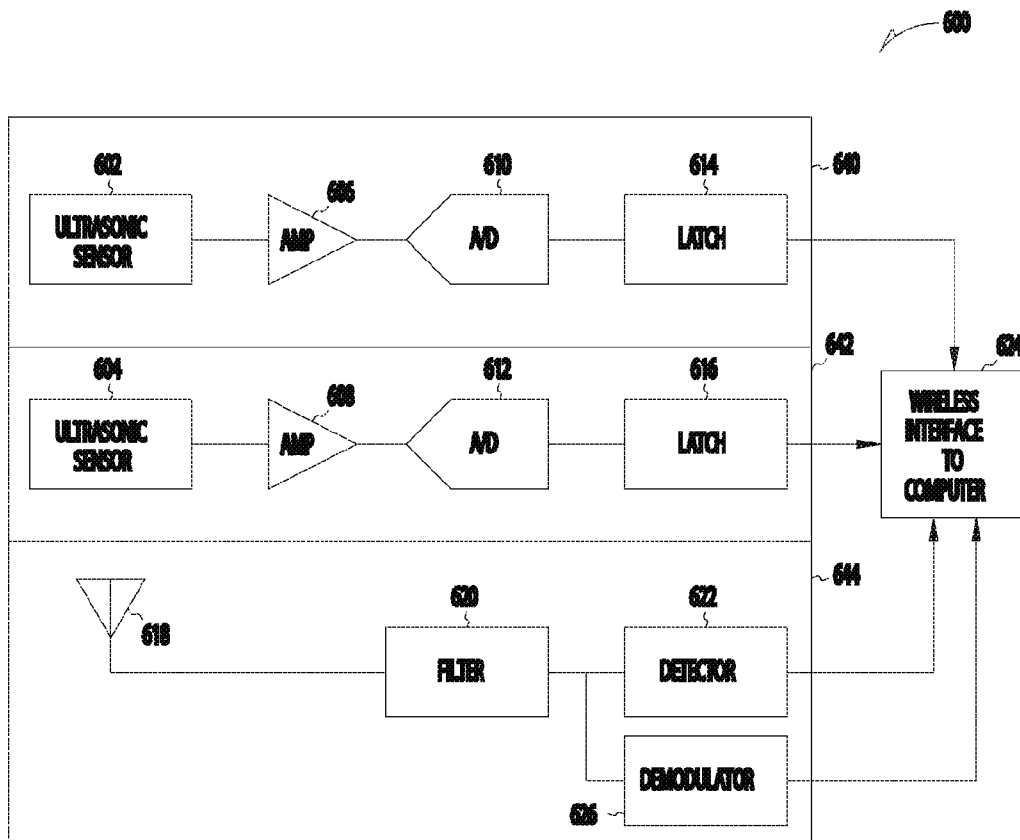 600
602
606
610
614
640
ULTRASONIC
SENSOR
AMP
A/D
LATCH
604
608
612
616
642
624
ULTRASONIC
SENSOR
AMP
A/D
LATCH
WIRELESS
INTERFACE
TO
COMPUTER
618
620
622
644
FILTER
DETECTOR
DEMODULATOR
626